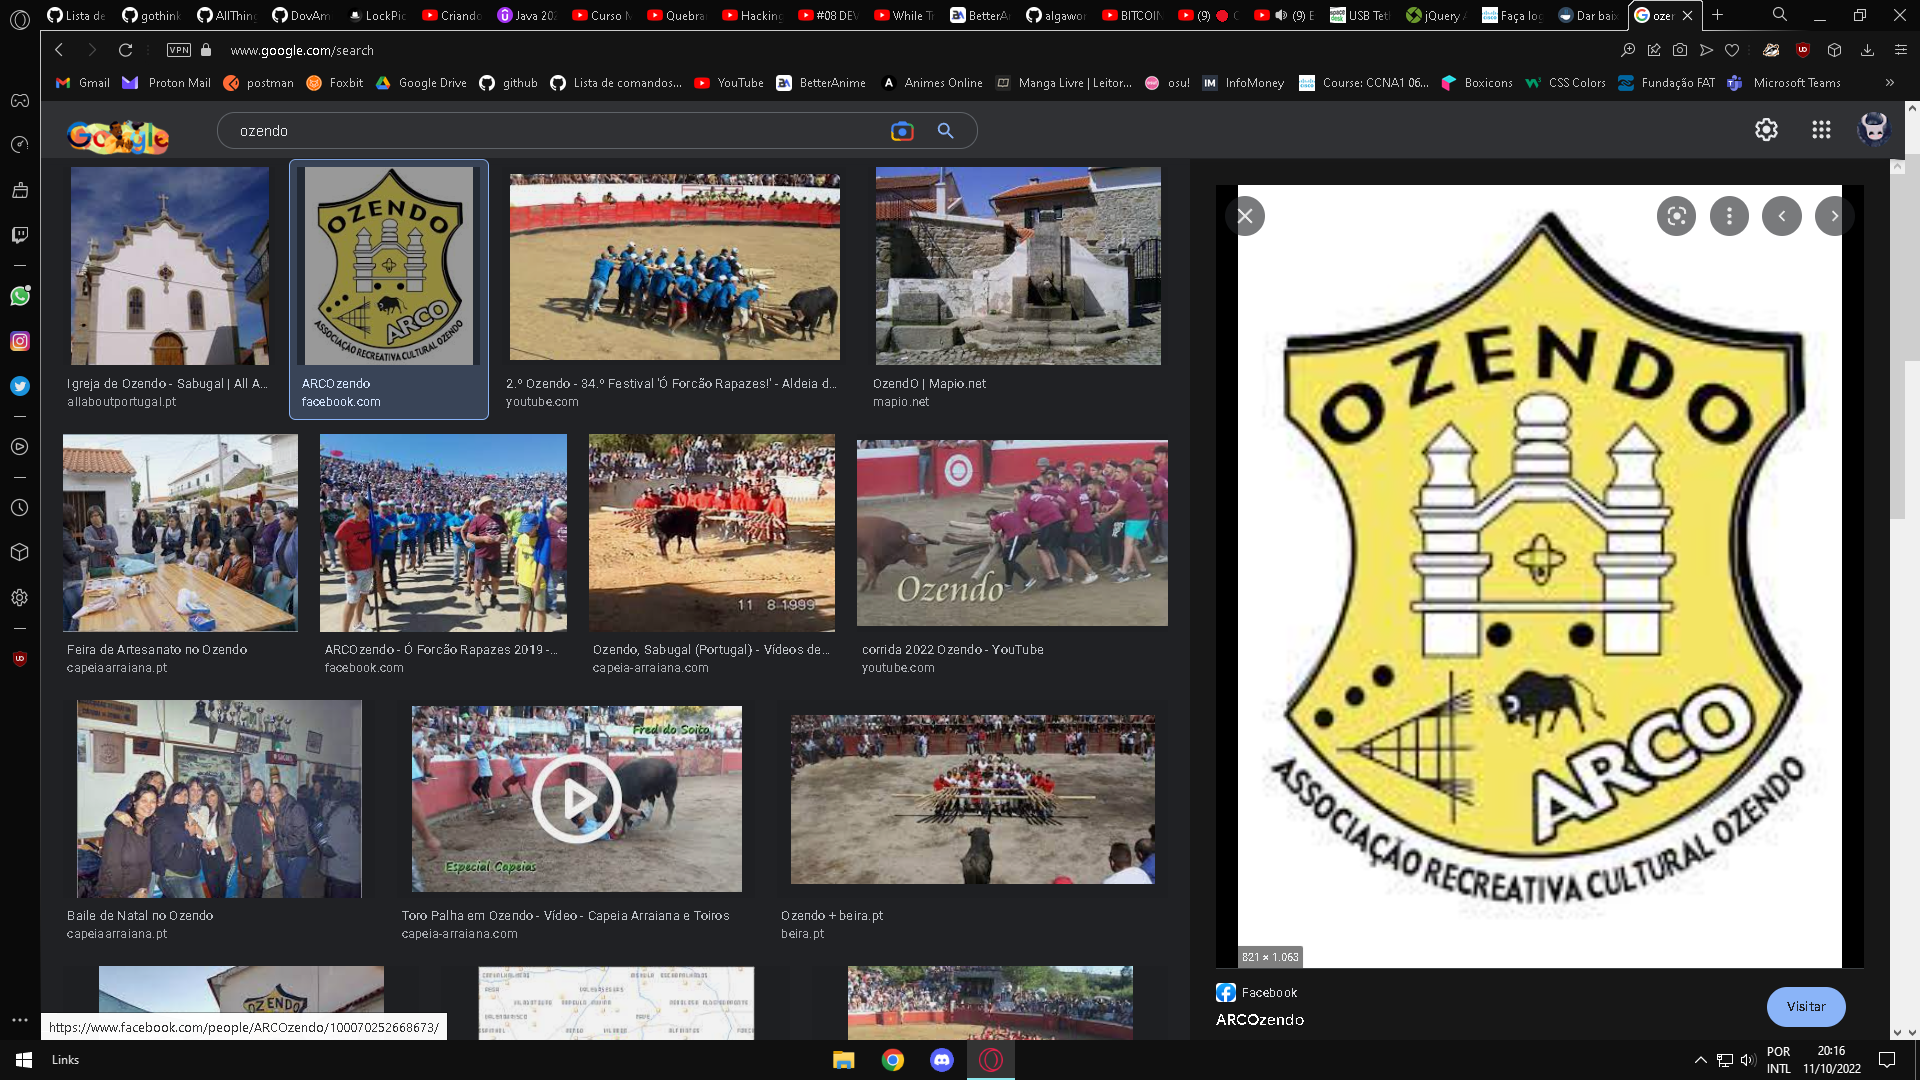 Lista de
gothink
AllThing
DovAm
LockPic
Criando
Java 202
Curso M
Quebra
Hacking
#08 DEV
While Tr
BetterAn
algawor
BITCOIN
(9)
(9) E
USB Tet
jQuery
Faça log
Dar baix
ozer
VPN
www.google.com/search
Gmail
Proton Mail
postman
Foxbit
Google Drive
github
Lista de comandos...
YouTube
BetterAnime
Animes Online
Manga Livre | Leitor...
osu!
InfoMoney
Course: CCNA1 06...
Boxicons
CSS Colors
Fundação FAT
Microsoft Teams
Google
ozendo
OZENDO
ARCO
ASSOCIAÇÃO RECREATIVA CULTURAL OZENDO
Igreja de Ozendo - Sabugal | All A...
allaboutportugal.pt
ARCOzendo
facebook.com
2.º Ozendo - 34.º Festival 'Ó Forcão Rapazes!' - Aldeia d...
youtube.com
OzendO | Mapio.net
mapio.net
11 8 1999
Ozendo
Feira de Artesanato no Ozendo
capeiaarraiana.pt
ARCOzendo - Ó Forcão Rapazes 2019 -...
facebook.com
Ozendo, Sabugal (Portugal) - Vídeos de...
capeia-arraiana.com
corrida 2022 Ozendo - YouTube
youtube.com
Fred do Soito
Especial Capeias
Baile de Natal no Ozendo
capeiaarraiana.pt
Toro Palha em Ozendo - Vídeo - Capeia Arraiana e Toiros
capeia-arraiana.com
Ozendo + beira.pt
beira.pt
OZENDO
OZENDO
ARCO
ASSOCIAÇÃO RECREATIVA CULTURAL OZENDO
821 × 1.063
Facebook
ARCOzendo
Visitar
https://www.facebook.com/people/ARCOzendo/100070252668673/
Links
POR
INTL
20:16
11/10/2022